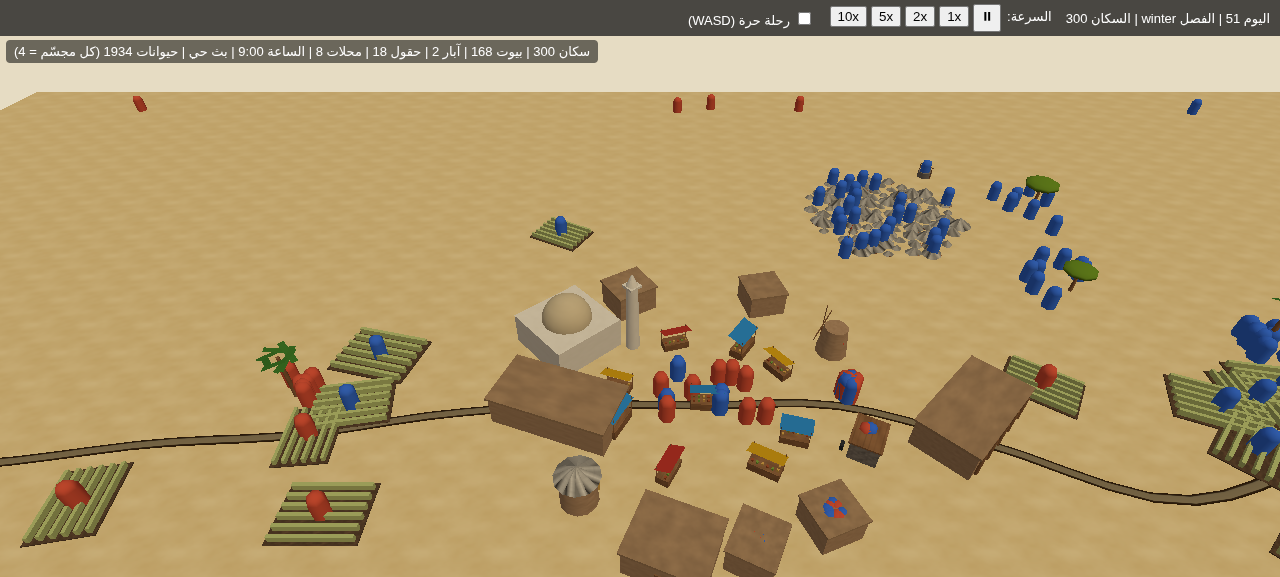 اليوم 51 | الفصل winter | السكان 300 السرعة: ⏸ 1x 2x 5x 10x رحلة حرة (WASD)
سكان 300 | بيوت 168 | آبار 2 | حقول 18 | محلات 8 | الساعة 9:00 | بث حي | حيوانات 1934 (كل مجسّم = 4)